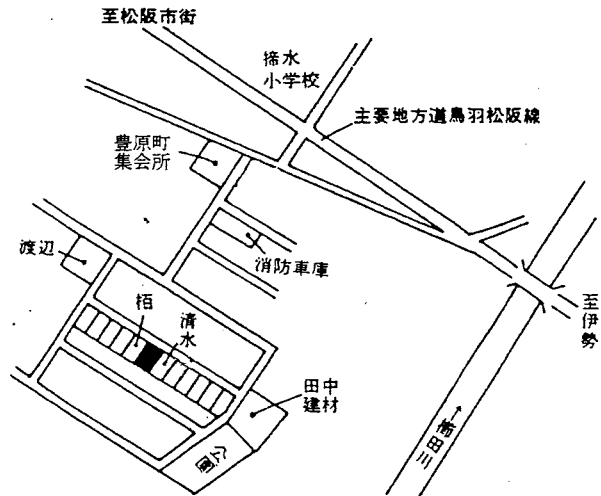 至松阪市街
揥水
小学校
主要地方道鳥羽松阪線
豊原町
集会所
渡辺
消防車庫
栢
清
水
至伊勢
田中
建材
公園
←櫛田川